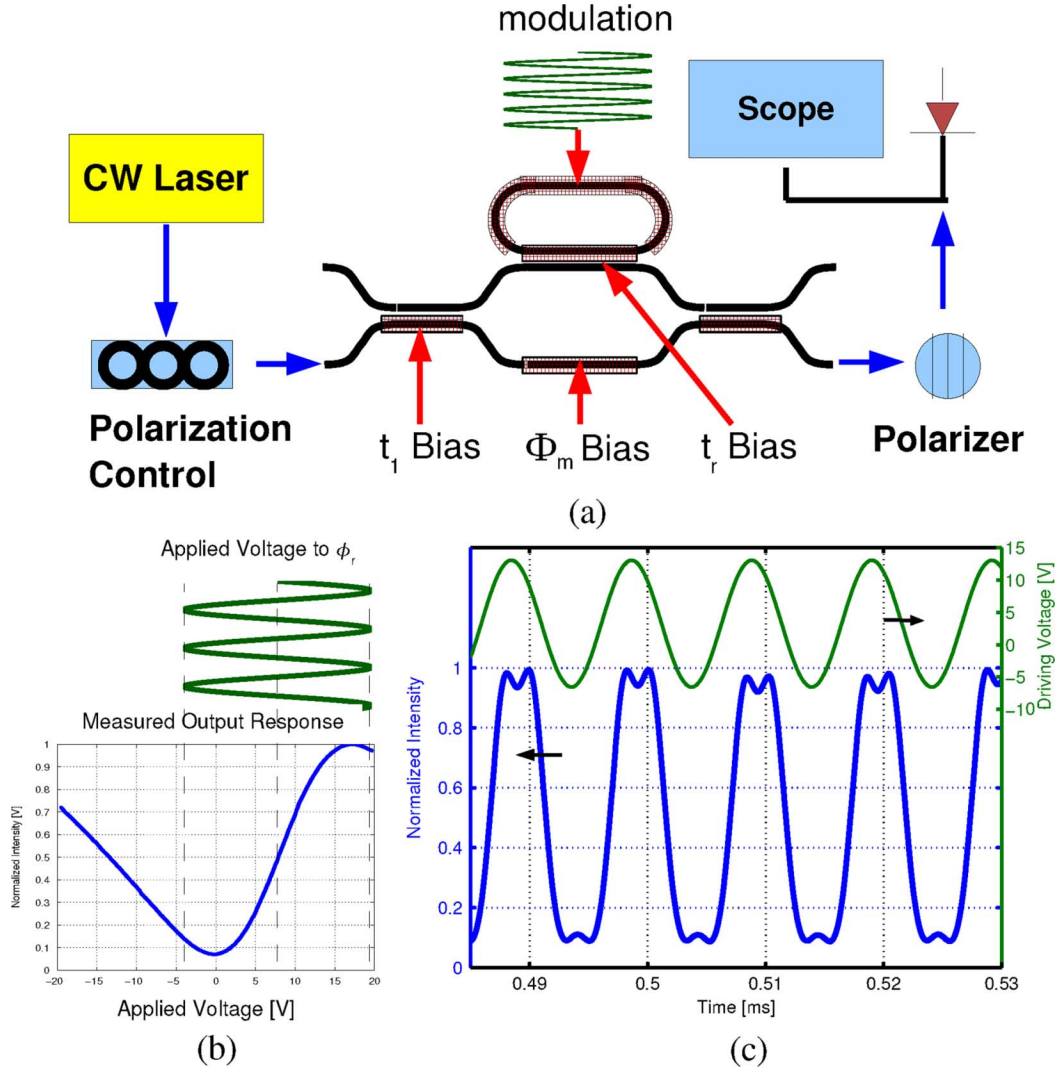 modulation
Scope
CW Laser
Polarization
Control
t1 Bias
Φm Bias
tr Bias
Polarizer
(a)
Applied Voltage to ϕr
Measured Output Response
Normalized Intensity [V]
1
0.9
0.8
0.7
0.6
0.5
0.4
0.3
0.2
0.1
0
−20 −15 −10 −5 0 5 10 15 20
Applied Voltage [V]
(b)
Normalized Intensity
1
0.8
0.6
0.4
0.2
0
15
10
5
0
−5
−10
Driving Voltage [V]
0.49 0.5 0.51 0.52 0.53
Time [ms]
(c)